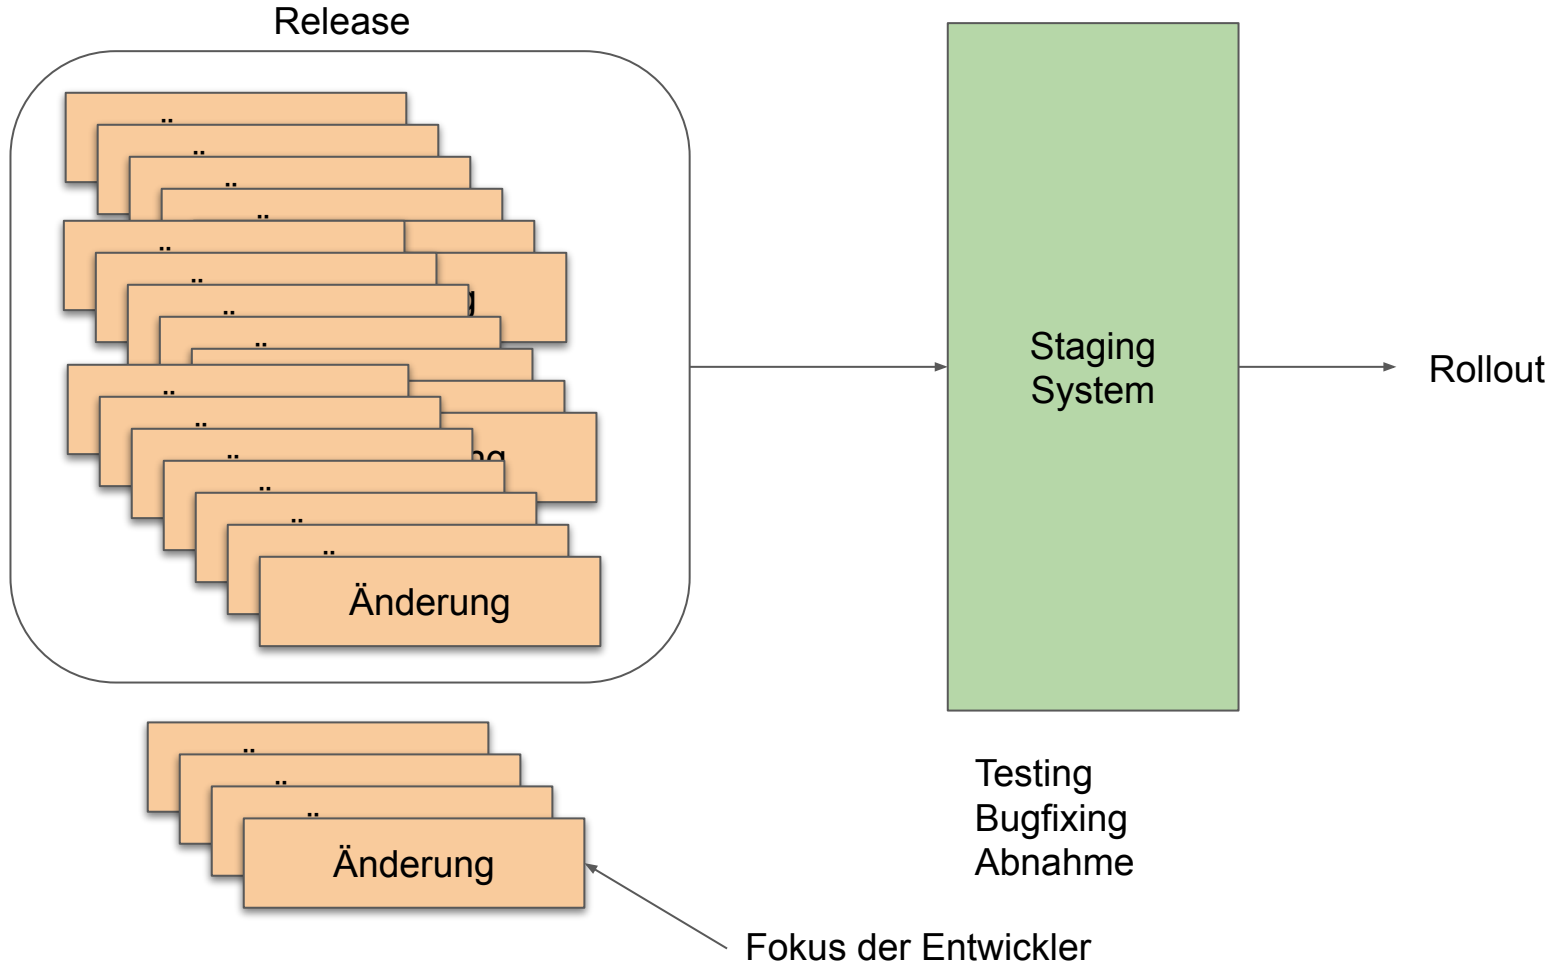 Release
Änderung
Staging
System
Rollout
Testing
Bugfixing
Abnahme
Änderung
Fokus der Entwickler